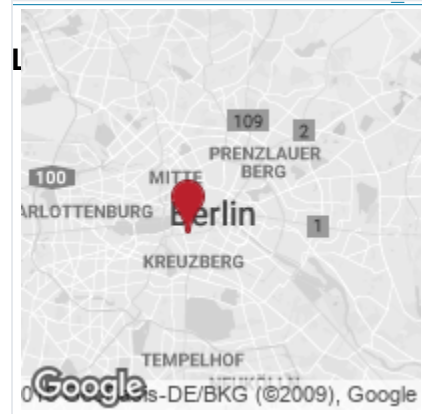 L
109
2
PRENZLAUER
BERG
100
MITTE
ARLOTTENBURG
Berlin
1
KREUZBERG
TEMPELHOF
Google
-DE/BKG (©2009), Google